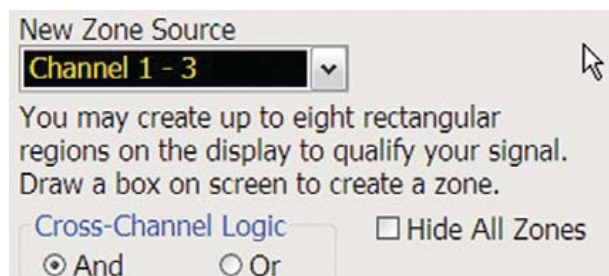 New Zone Source
Channel 1 - 3
You may create up to eight rectangular
regions on the display to qualify your signal.
Draw a box on screen to create a zone.
Cross-Channel Logic
Hide All Zones
And
Or